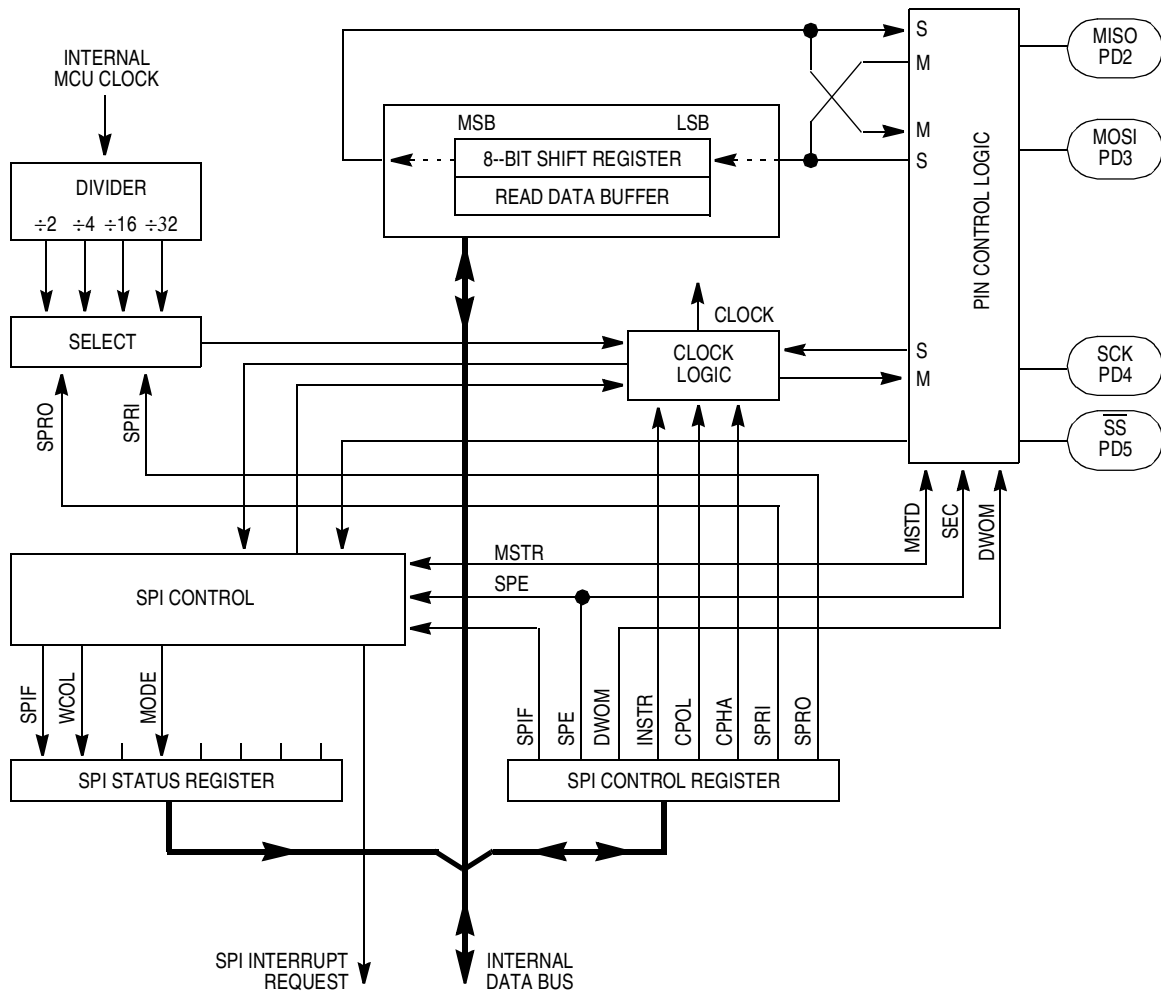 INTERNAL
MCU CLOCK
DIVIDER
÷2 ÷4 ÷16 ÷32
SELECT
SPRO
SPRI
MSB
LSB
8--BIT SHIFT REGISTER
READ DATA BUFFER
CLOCK
CLOCK
LOGIC
S
M
M
S
S
M
PIN CONTROL LOGIC
MISO
PD2
MOSI
PD3
SCK
PD4
SS
PD5
MSTD
SEC
DWOM
MSTR
SPE
SPI CONTROL
SPIF
WCOL
MODE
SPI STATUS REGISTER
SPIF
SPE
DWOM
INSTR
CPOL
CPHA
SPRI
SPRO
SPI CONTROL REGISTER
SPI INTERRUPT
REQUEST
INTERNAL
DATA BUS